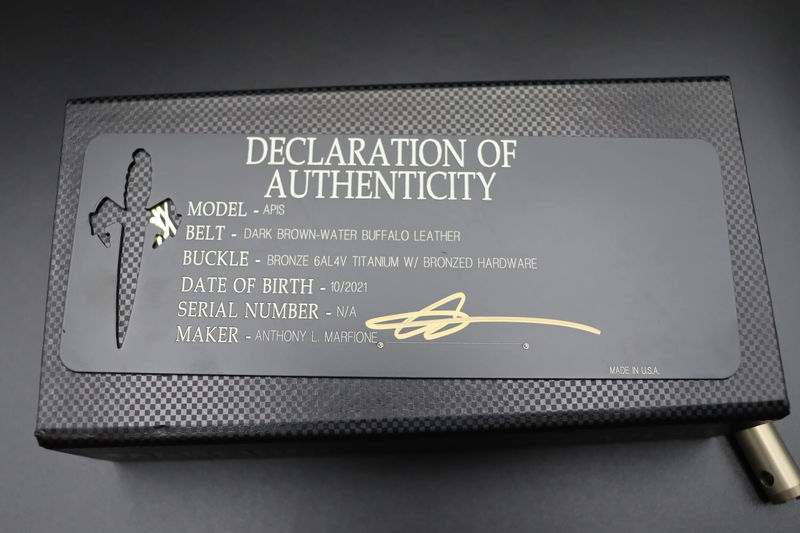 DECLARATION OF
AUTHENTICITY
MODEL - APIS
BELT - DARK BROWN-WATER BUFFALO LEATHER
BUCKLE - BRONZE 6AL4V TITANIUM W/ BRONZED HARDWARE
DATE OF BIRTH - 10/2021
SERIAL NUMBER - N/A
MAKER - ANTHONY L. MARFIONE
MADE IN U.S.A.